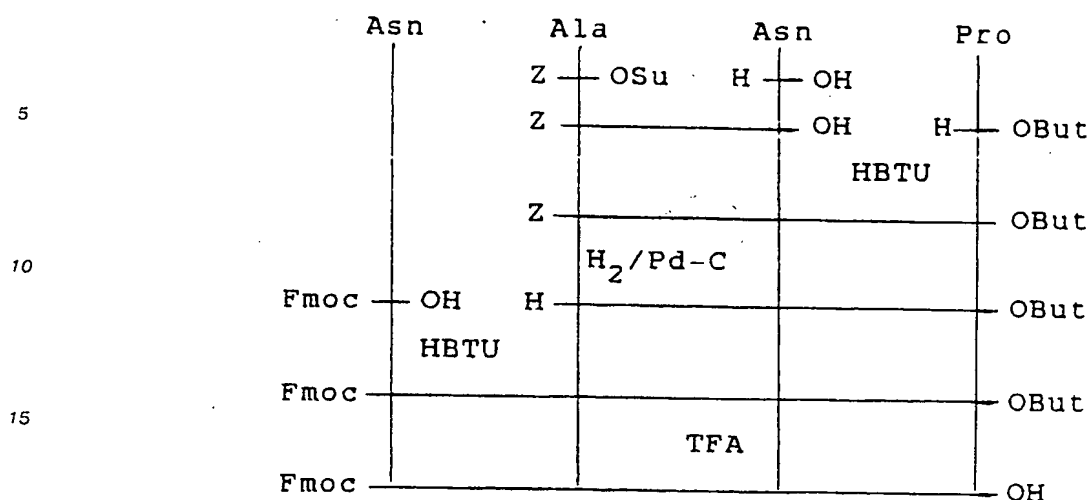 Asn Ala Asn Pro
Z OSu H OH
5
Z OH H OBut
HBTU
Z OBut
10
H2/Pd-C
Fmoc OH H OBut
HBTU
Fmoc OBut
15
TFA
Fmoc OH